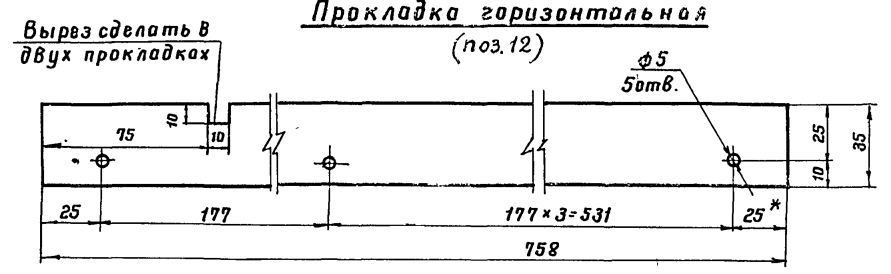 Прокладка горизонтальная
(поз.12)
Вырез сделать в
двух прокладках
ф5
5отв.
10
75
10
25
35
10
25
177
177×3=531
25*
758